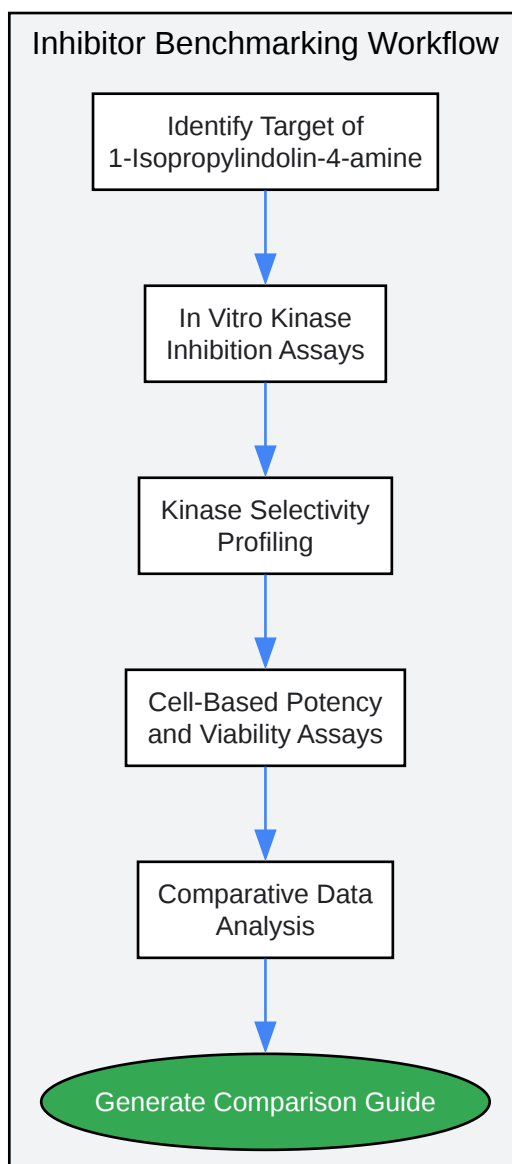 Inhibitor Benchmarking Workflow
Identify Target of
1-Isopropylindolin-4-amine
In Vitro Kinase
Inhibition Assays
Kinase Selectivity
Profiling
Cell-Based Potency
and Viability Assays
Comparative Data
Analysis
Generate Comparison Guide